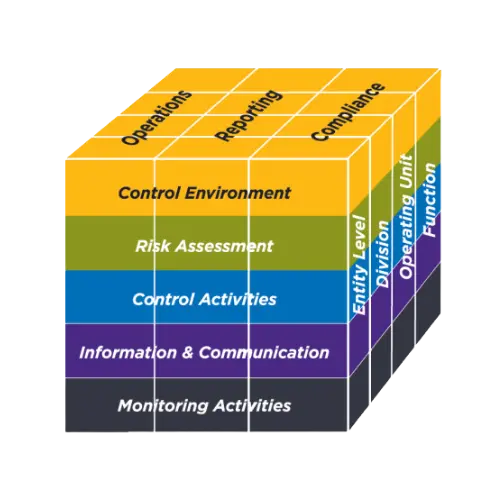 Operations
Reporting
Compliance
Control Environment
Risk Assessment
Control Activities
Information & Communication
Monitoring Activities
Entity Level
Division
Operating Unit
Function